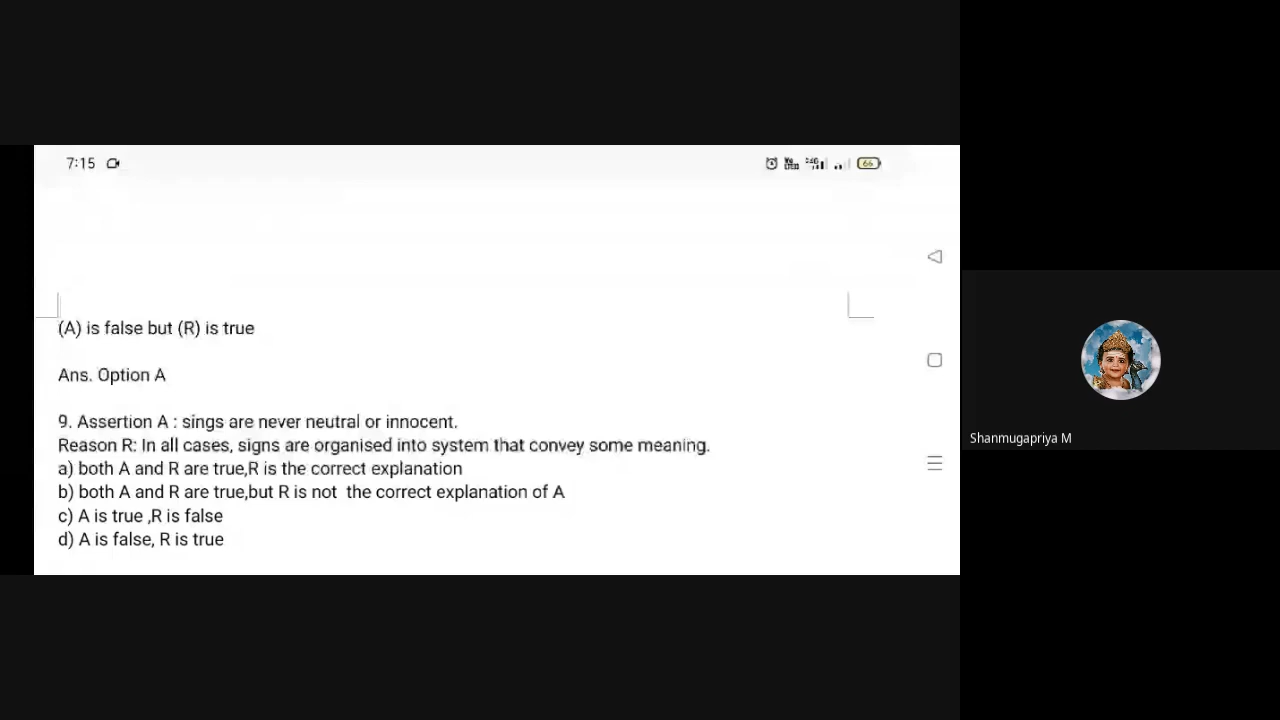 7:15
66
(A) is false but (R) is true
Ans. Option A
9. Assertion A : sings are never neutral or innocent.
Reason R: In all cases, signs are organised into system that convey some meaning.
a) both A and R are true,R is the correct explanation
b) both A and R are true,but R is not the correct explanation of A
c) A is true ,R is false
d) A is false, R is true
Shanmugapriya M